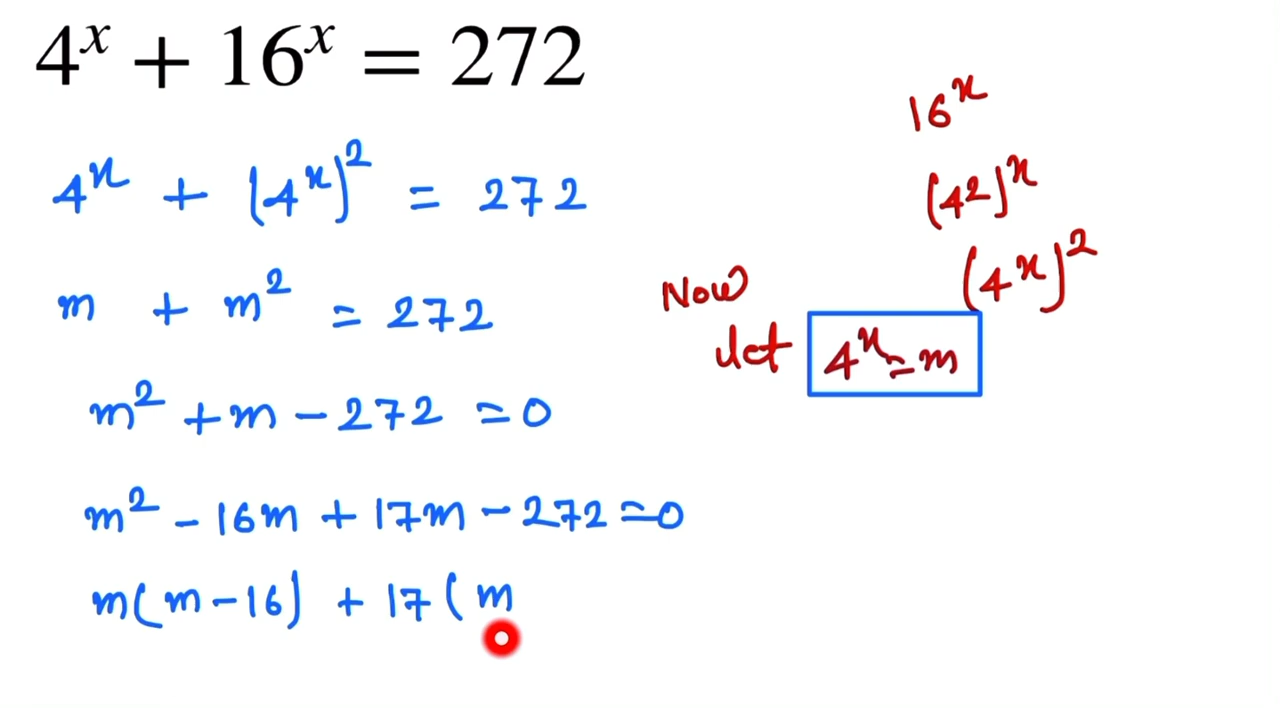 4^x + 16^x = 272
4^x + (4^x)^2 = 272
m + m^2 = 272
m^2 + m - 272 = 0
m^2 - 16m + 17m - 272 = 0
m(m - 16) + 17(m
16^x
(4^2)^x
(4^x)^2
Now
let 4^x = m